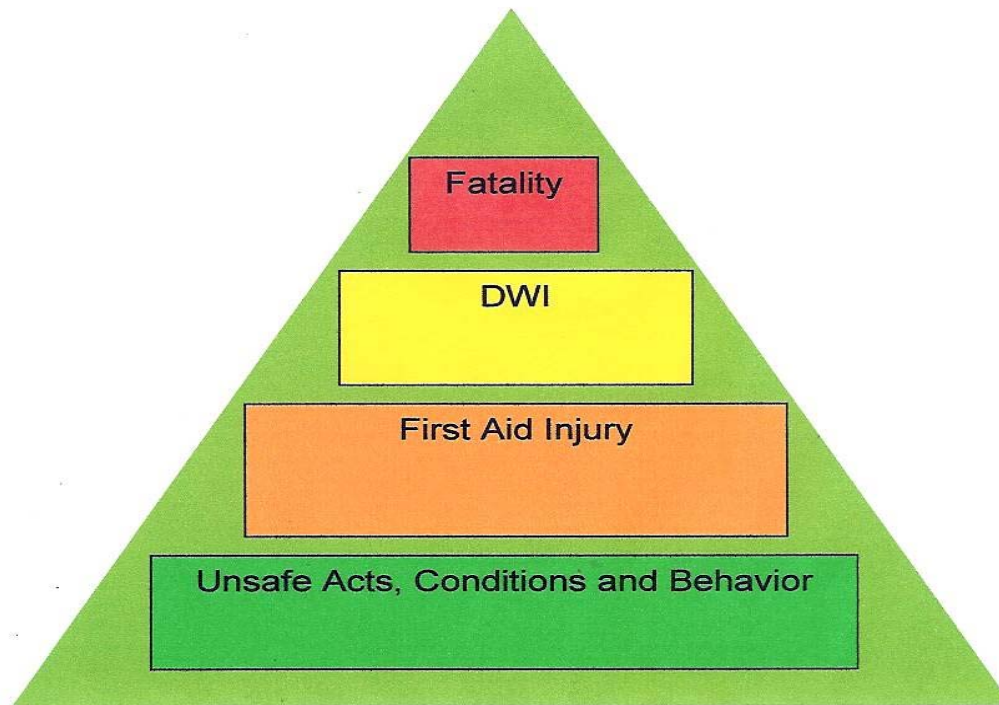 Fatality
DWI
First Aid Injury
Unsafe Acts, Conditions and Behavior